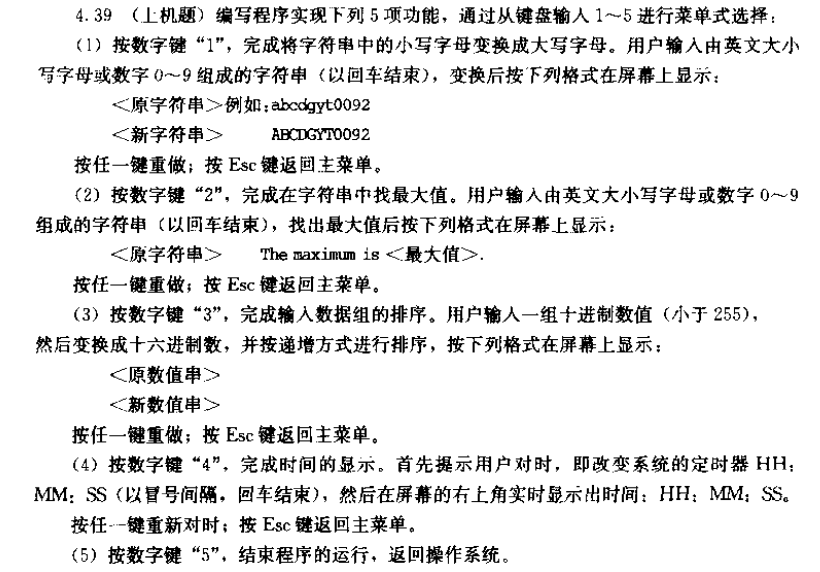 4.39 (上机题) 编写程序实现下列5项功能，通过从键盘输入1～5进行菜单式选择：
(1) 按数字键“1”，完成将字符串中的小写字母变换成大写字母。用户输入由英文大小
写字母或数字0～9组成的字符串（以回车结束），变换后按下列格式在屏幕上显示：
<原字符串>例如：abcdgyt0092
<新字符串> ABCDGYT0092
按任一键重做；按Esc键返回主菜单。
(2) 按数字键“2”，完成在字符串中找最大值。用户输入由英文大小写字母或数字0～9
组成的字符串（以回车结束），找出最大值后按下列格式在屏幕上显示：
<原字符串> The maximum is <最大值>.
按任一键重做；按Esc键返回主菜单。
(3) 按数字键“3”，完成输入数据组的排序。用户输入一组十进制数值（小于255），
然后变换成十六进制数，并按递增方式进行排序，按下列格式在屏幕上显示：
<原数值串>
<新数值串>
按任一键重做；按Esc键返回主菜单。
(4) 按数字键“4”，完成时间的显示。首先提示用户对时，即改变系统的定时器HH：
MM：SS（以冒号间隔，回车结束），然后在屏幕的右上角实时显示出时间：HH：MM：SS。
按任一键重新对时；按Esc键返回主菜单。
(5) 按数字键“5”，结束程序的运行，返回操作系统。